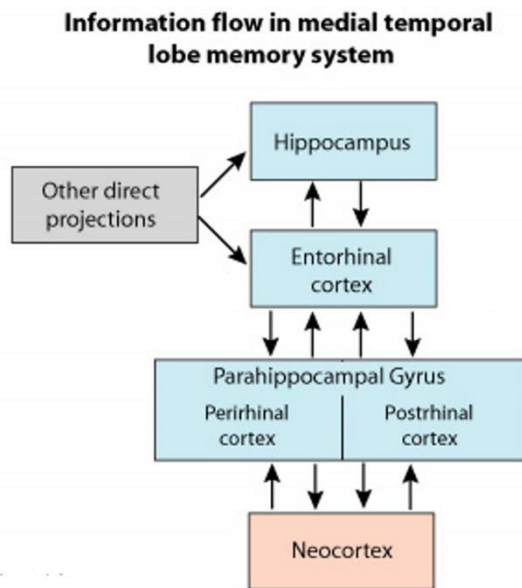 Information flow in medial temporal
lobe memory system
Hippocampus
Other direct
projections
Entorhinal
cortex
Parahippocampal Gyrus
Perirhinal
cortex
Postrhinal
cortex
Neocortex